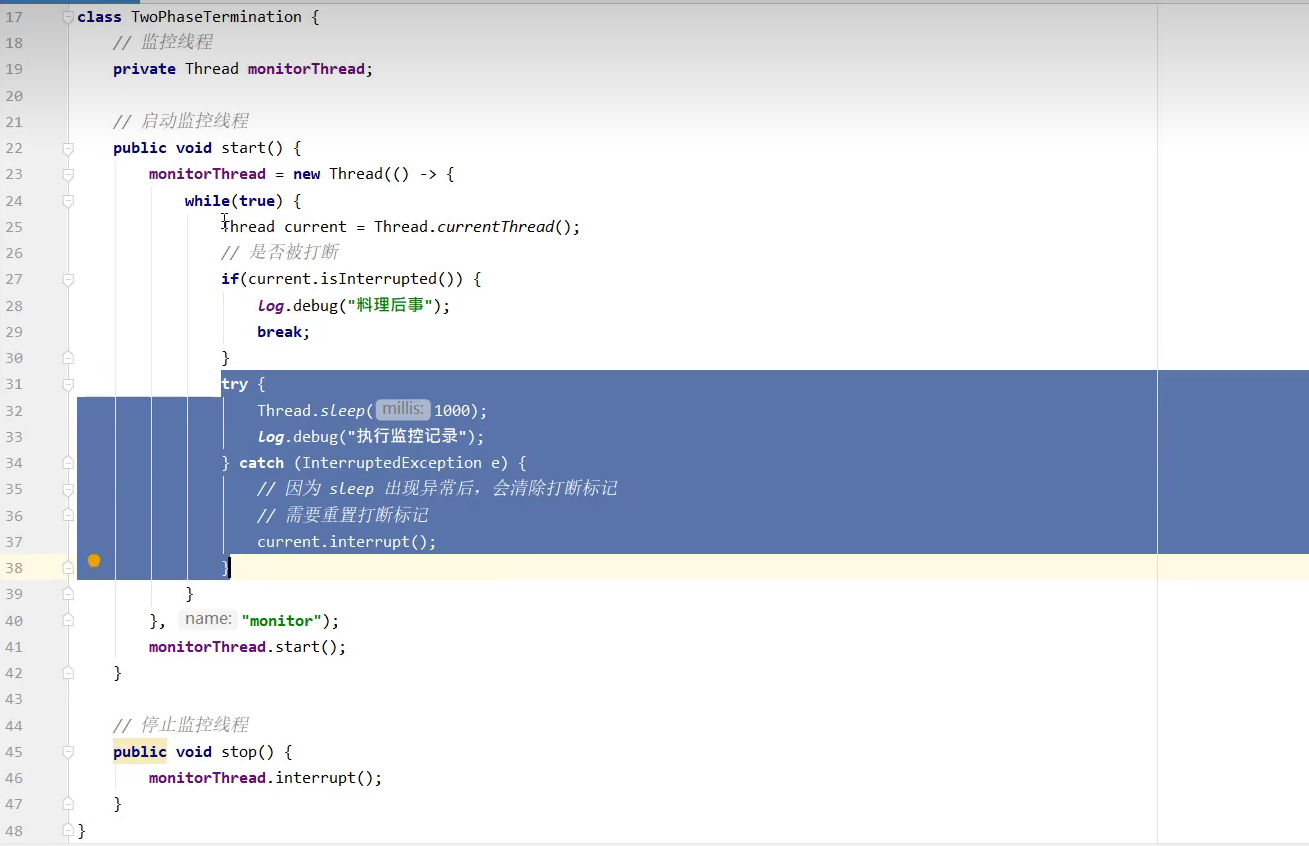 17 class TwoPhaseTermination {
18 // 监控线程
19 private Thread monitorThread;
20
21 // 启动监控线程
22 public void start() {
23 monitorThread = new Thread(() -> {
24 while(true) {
25 Thread current = Thread.currentThread();
26 // 是否被打断
27 if(current.isInterrupted()) {
28 log.debug("料理后事");
29 break;
30 }
31 try {
32 Thread.sleep( millis: 1000);
33 log.debug("执行监控记录");
34 } catch (InterruptedException e) {
35 // 因为 sleep 出现异常后，会清除打断标记
36 // 需要重置打断标记
37 current.interrupt();
38 }
39 }
40 }, name: "monitor");
41 monitorThread.start();
42 }
43
44 // 停止监控线程
45 public void stop() {
46 monitorThread.interrupt();
47 }
48 }